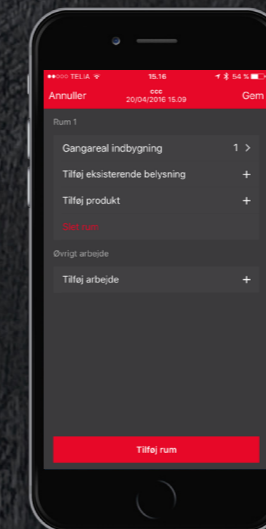 ●●○○○ TELIA 15.16 54 %
Annuller ccc Gem
20/04/2016 15.09
Rum 1
Gangareal indbygning 1 >
Tilføj eksisterende belysning +
Tilføj produkt +
Slet rum
Øvrigt arbejde
Tilføj arbejde +
Tilføj rum